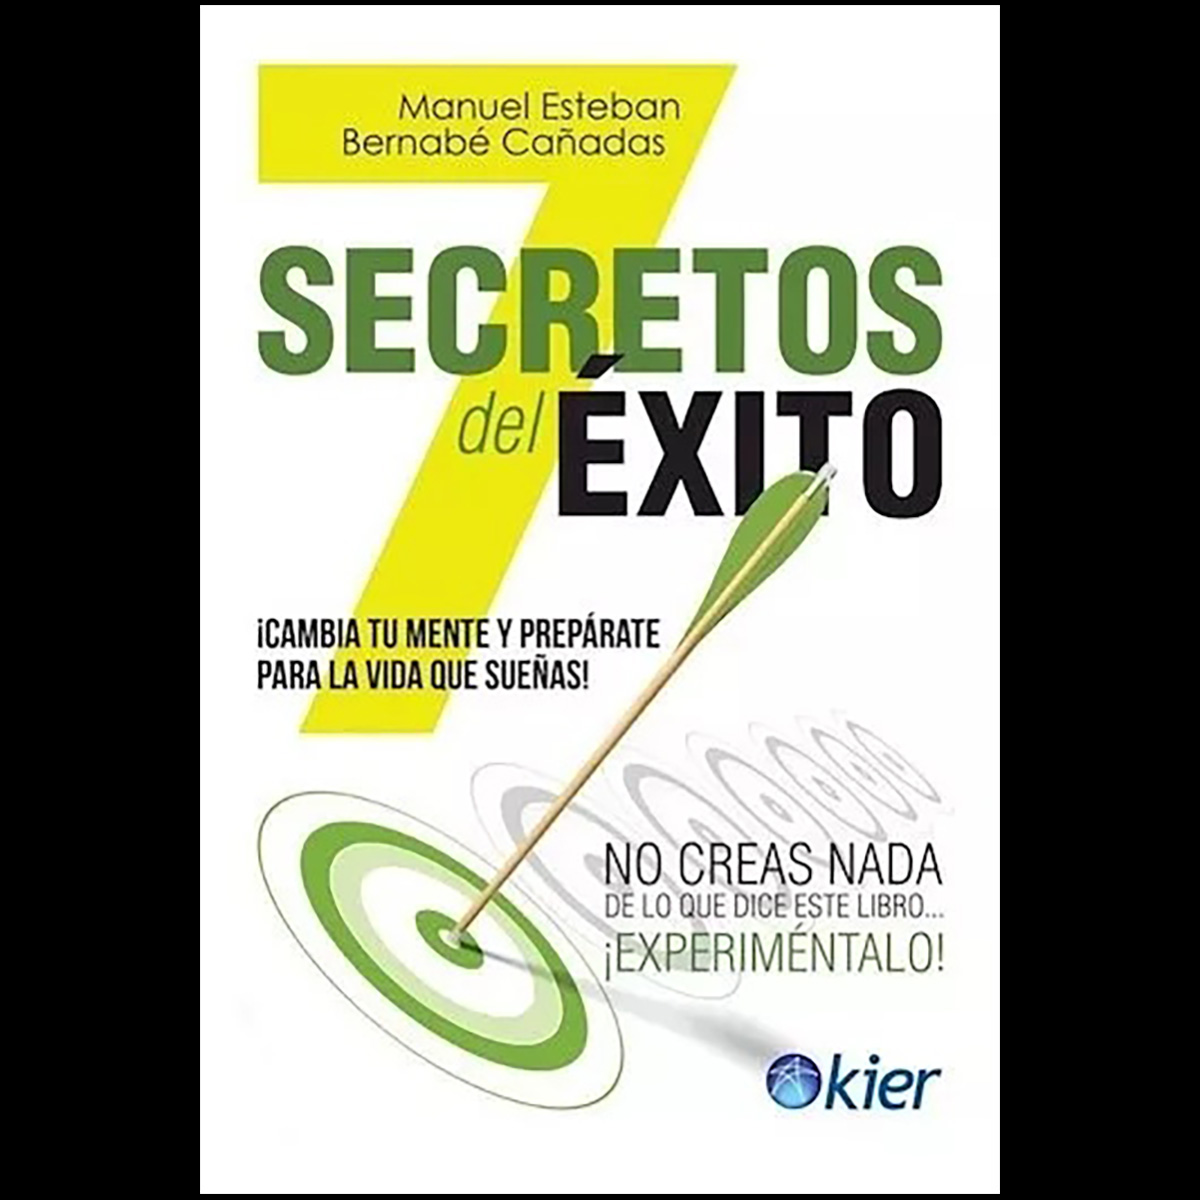 Manuel Esteban
Bernabé Cañadas
7
SECRETOS
del ÉXITO
¡CAMBIA TU MENTE Y PREPÁRATE
PARA LA VIDA QUE SUEÑAS!
NO CREAS NADA
DE LO QUE DICE ESTE LIBRO...
¡EXPERIMÉNTALO!
kier